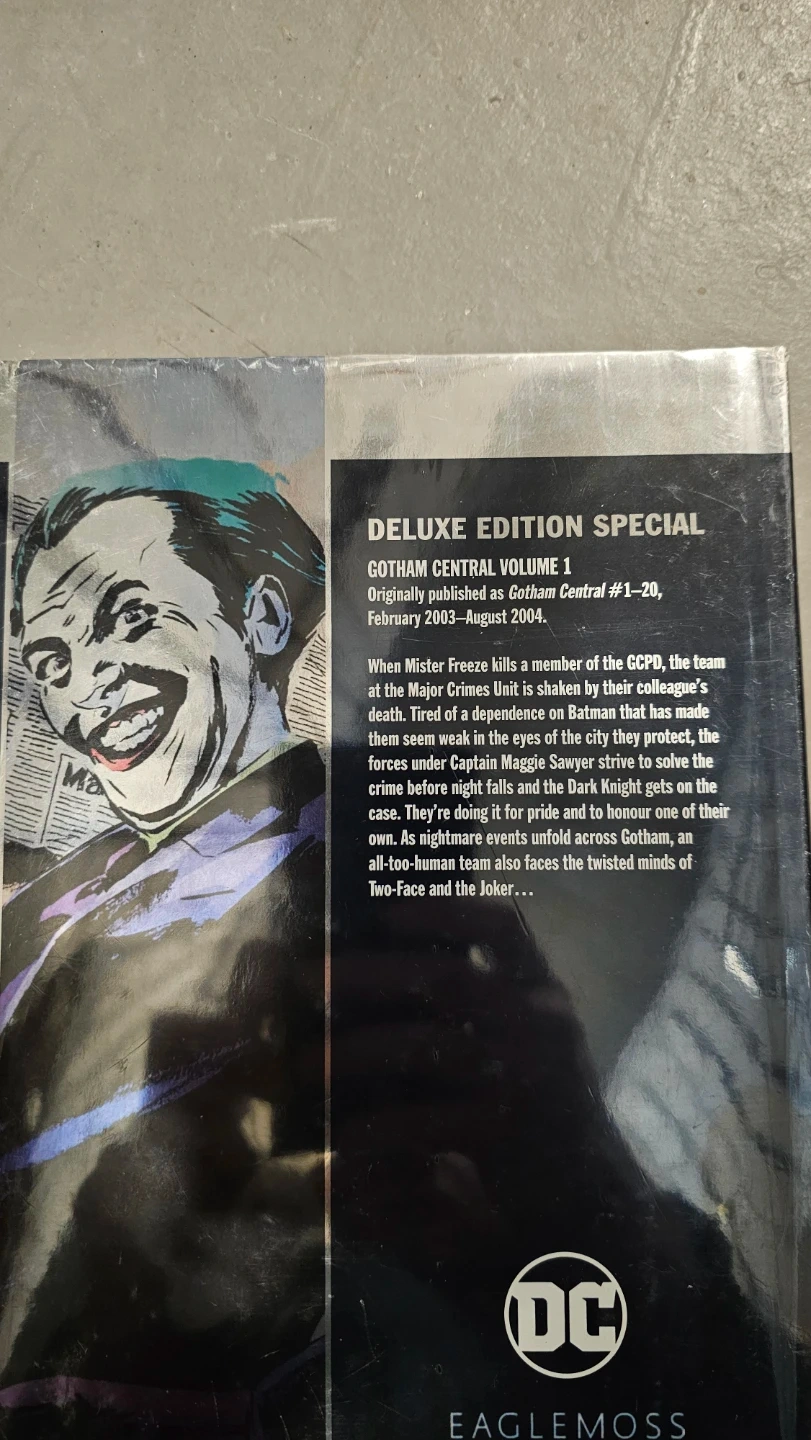 DELUXE EDITION SPECIAL
GOTHAM CENTRAL VOLUME 1
Originally published as Gotham Central #1–20,
February 2003–August 2004.
When Mister Freeze kills a member of the GCPD, the team
at the Major Crimes Unit is shaken by their colleague's
death. Tired of a dependence on Batman that has made
them seem weak in the eyes of the city they protect, the
forces under Captain Maggie Sawyer strive to solve the
crime before night falls and the Dark Knight gets on the
case. They're doing it for pride and to honour one of their
own. As nightmare events unfold across Gotham, an
all-too-human team also faces the twisted minds of
Two-Face and the Joker...
Ma
DC
EAGLEMOSS